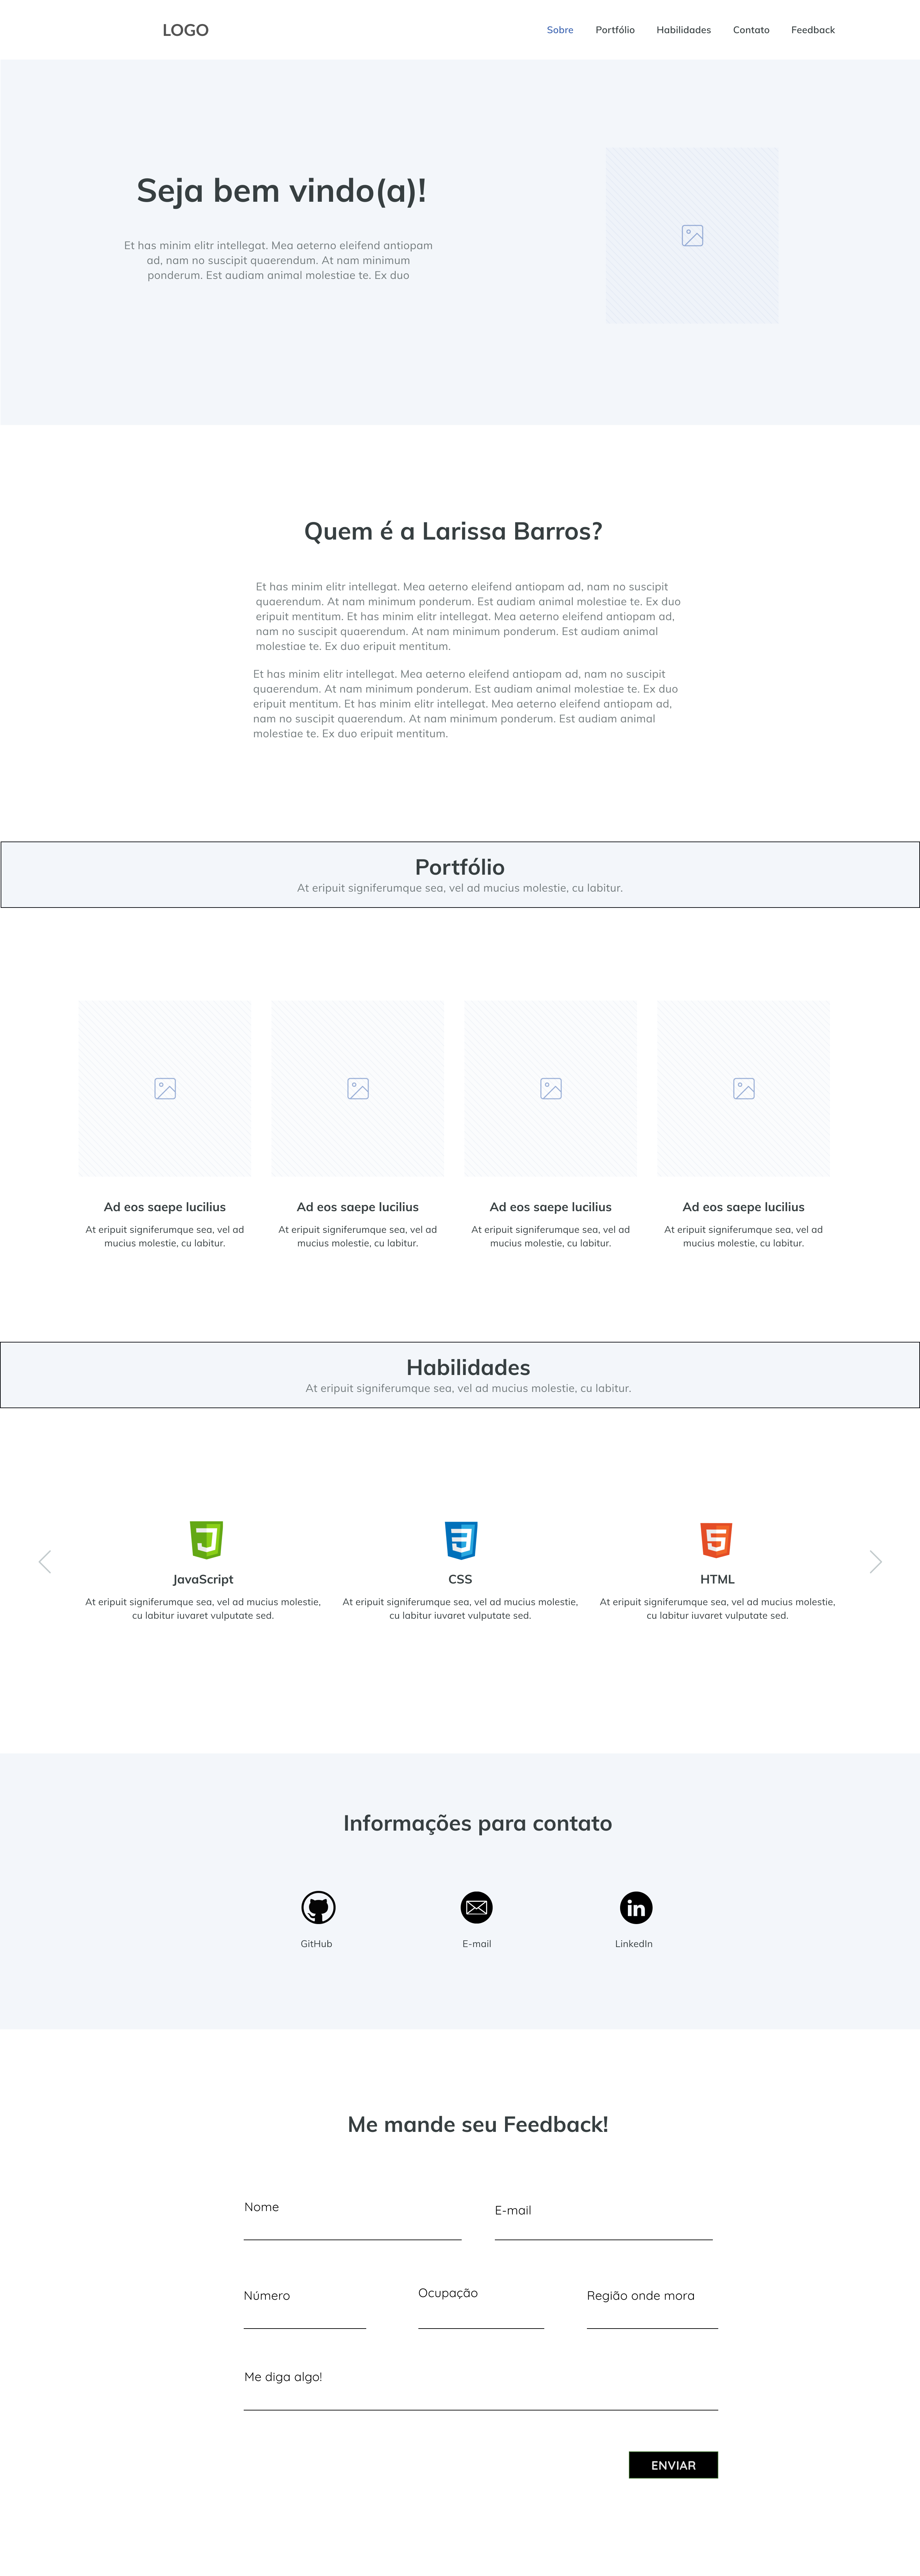 LOGO
Sobre Portfólio Habilidades Contato Feedback
Seja bem vindo(a)!
Et has minim elitr intellegat. Mea aeterno eleifend antiopam
ad, nam no suscipit quaerendum. At nam minimum
ponderum. Est audiam animal molestiae te. Ex duo
Quem é a Larissa Barros?
Et has minim elitr intellegat. Mea aeterno eleifend antiopam ad, nam no suscipit
quaerendum. At nam minimum ponderum. Est audiam animal molestiae te. Ex duo
eripuit mentitum. Et has minim elitr intellegat. Mea aeterno eleifend antiopam ad,
nam no suscipit quaerendum. At nam minimum ponderum. Est audiam animal
molestiae te. Ex duo eripuit mentitum.
Et has minim elitr intellegat. Mea aeterno eleifend antiopam ad, nam no suscipit
quaerendum. At nam minimum ponderum. Est audiam animal molestiae te. Ex duo
eripuit mentitum. Et has minim elitr intellegat. Mea aeterno eleifend antiopam ad,
nam no suscipit quaerendum. At nam minimum ponderum. Est audiam animal
molestiae te. Ex duo eripuit mentitum.
Portfólio
At eripuit signiferumque sea, vel ad mucius molestie, cu labitur.
Ad eos saepe lucilius
At eripuit signiferumque sea, vel ad
mucius molestie, cu labitur.
Ad eos saepe lucilius
At eripuit signiferumque sea, vel ad
mucius molestie, cu labitur.
Ad eos saepe lucilius
At eripuit signiferumque sea, vel ad
mucius molestie, cu labitur.
Ad eos saepe lucilius
At eripuit signiferumque sea, vel ad
mucius molestie, cu labitur.
Habilidades
At eripuit signiferumque sea, vel ad mucius molestie, cu labitur.
JavaScript
At eripuit signiferumque sea, vel ad mucius molestie,
cu labitur iuvaret vulputate sed.
CSS
At eripuit signiferumque sea, vel ad mucius molestie,
cu labitur iuvaret vulputate sed.
HTML
At eripuit signiferumque sea, vel ad mucius molestie,
cu labitur iuvaret vulputate sed.
Informações para contato
in
GitHub
E-mail
LinkedIn
Me mande seu Feedback!
Nome
E-mail
Número
Ocupação
Região onde mora
Me diga algo!
ENVIAR